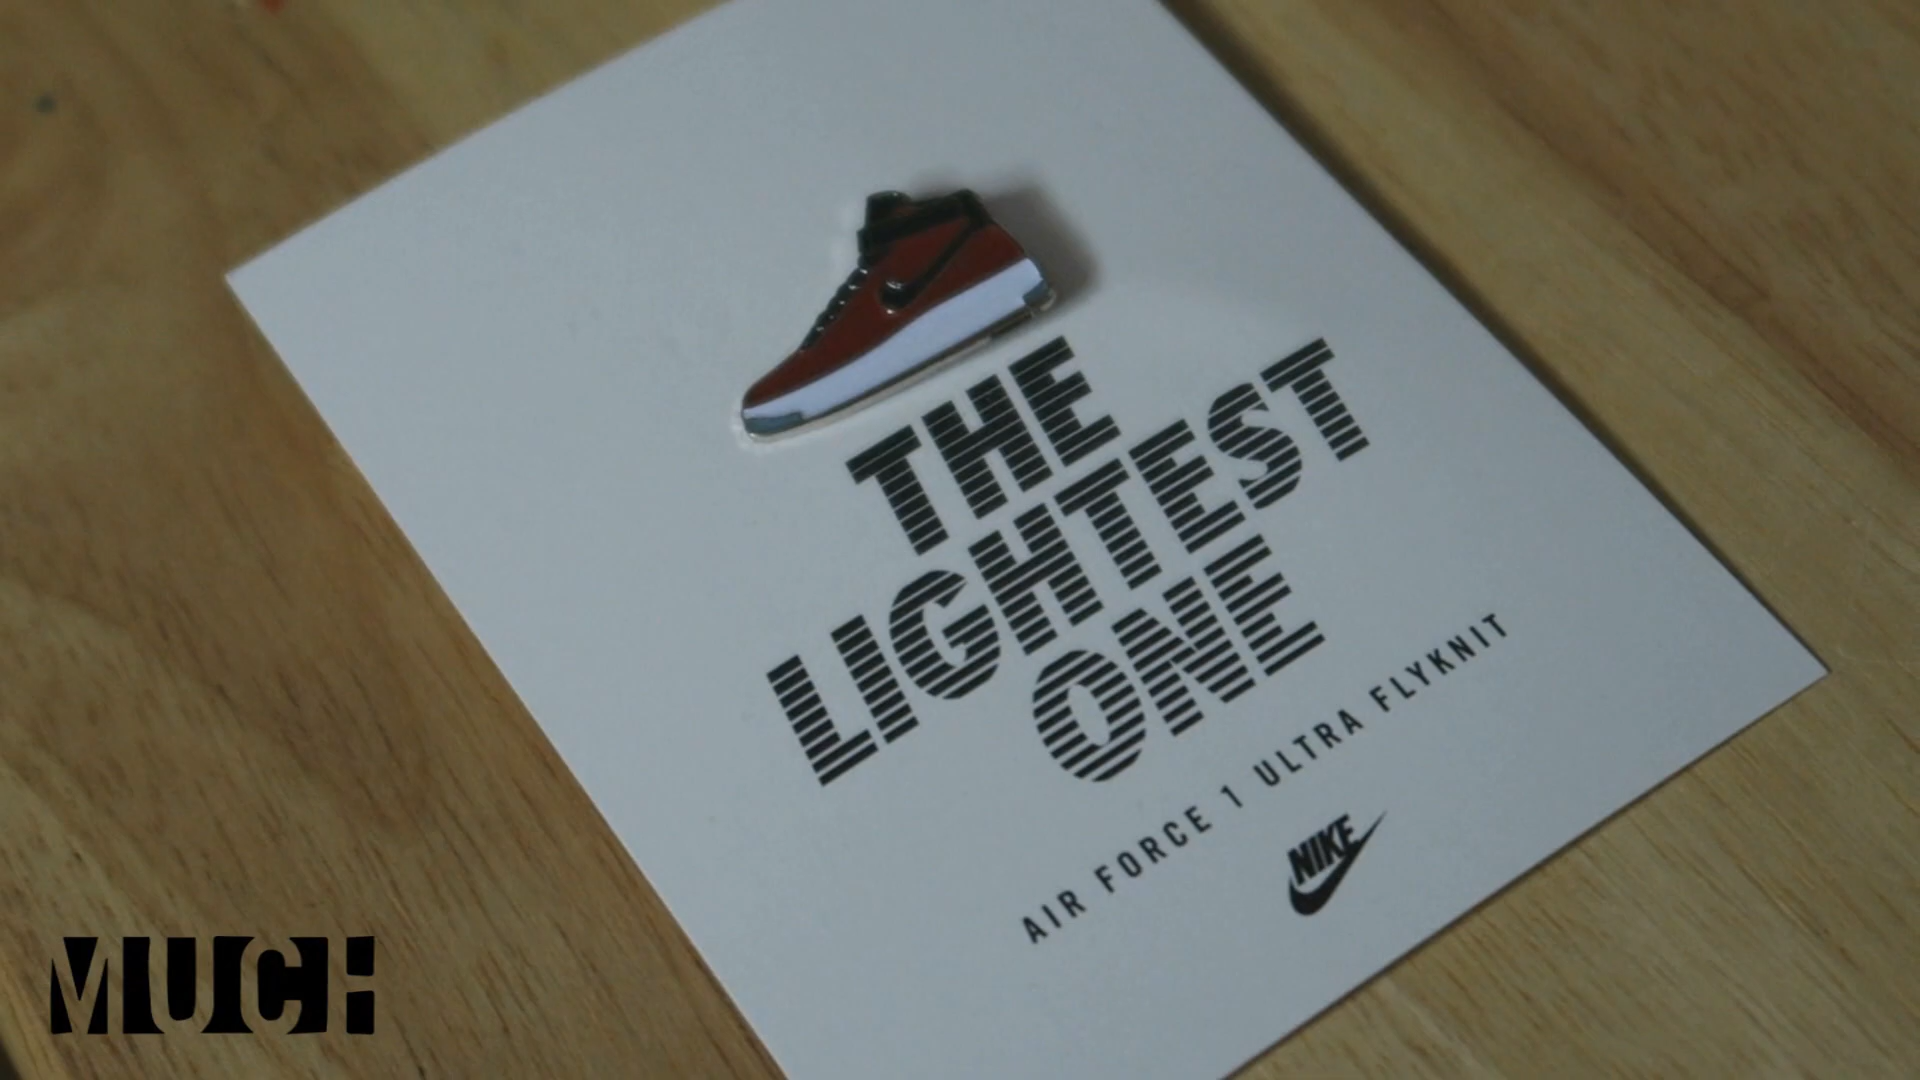 THE
LIGHTEST
ONE
AIR FORCE 1 ULTRA FLYKNIT
NIKE
MUCH